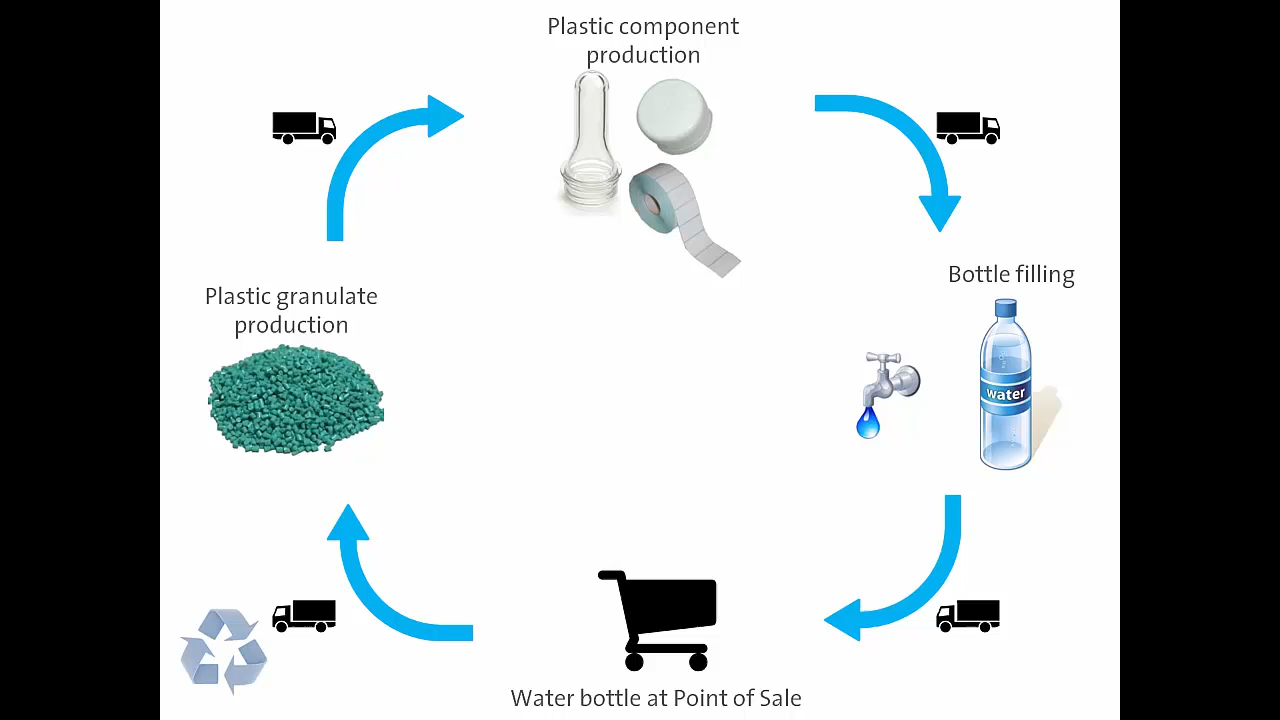 Plastic component
production
Bottle filling
Plastic granulate
production
water
Water bottle at Point of Sale